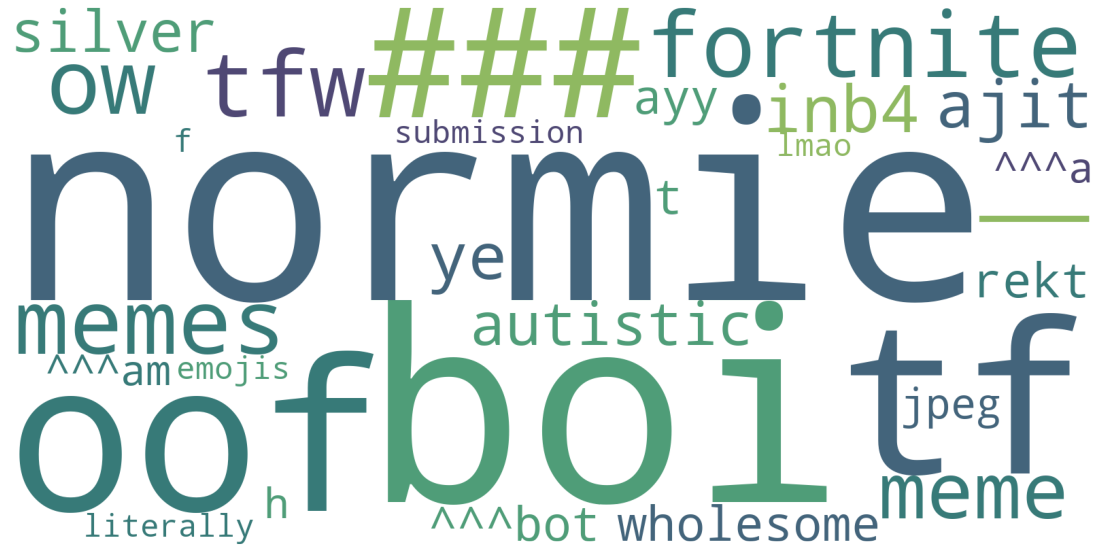 silver
ow
tfw
###
fortnite
ayy
inb4
ajit
f
submission
lmao
^^^a
normie
t
ye
—
rekt
memes
autistic
^^^am
emojis
oof
boi
tf
jpeg
meme
h
literally
^^^bot
wholesome